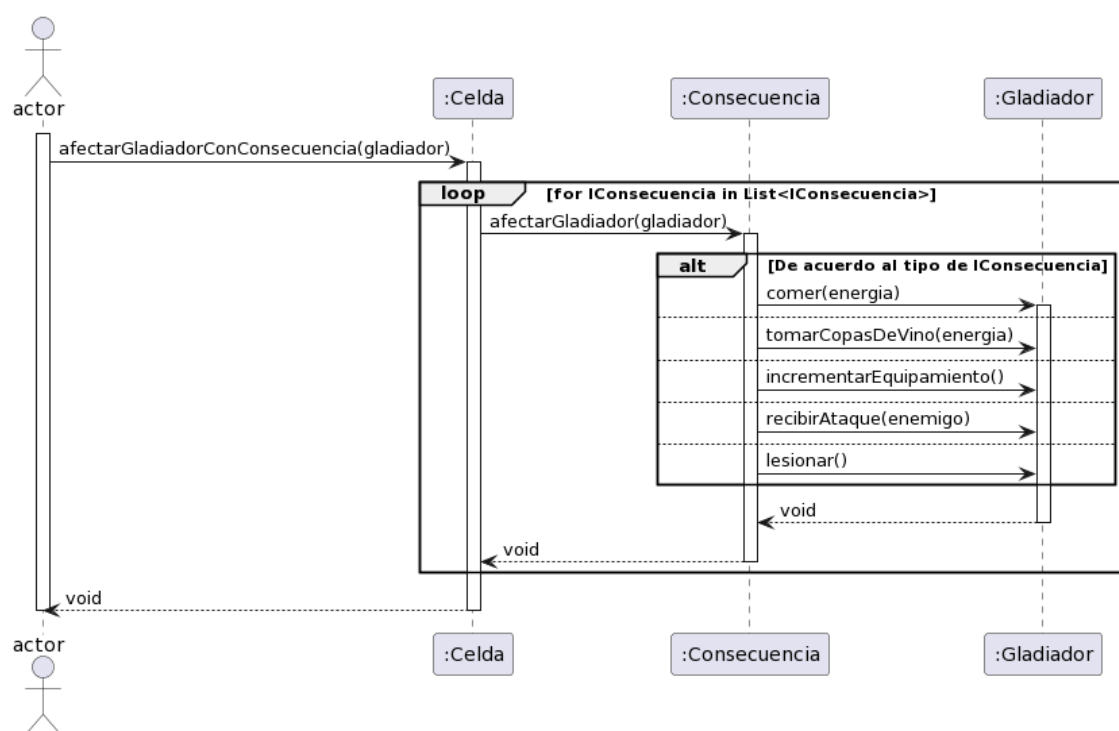 actor
:Celda
:Consecuencia
:Gladiador
afectarGladiadorConConsecuencia(gladiador)
loop
[for IConsecuencia in List<IConsecuencia>]
afectarGladiador(gladiador)
alt
[De acuerdo al tipo de IConsecuencia]
comer(energia)
tomarCopasDeVino(energia)
incrementarEquipamiento()
recibirAtaque(enemigo)
lesionar()
void
void
void
actor
:Celda
:Consecuencia
:Gladiador